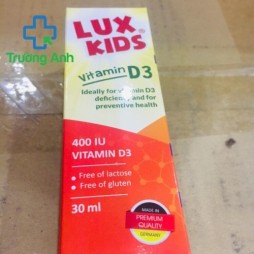 Trường Anh
LUX®
KIDS
Vitamin D3
Ideally for vitamin D3
deficiency and for
preventive health
400 IU
VITAMIN D3
• Free of lactose
• Free of gluten
30 ml
MADE IN
PREMIUM
QUALITY
GERMANY